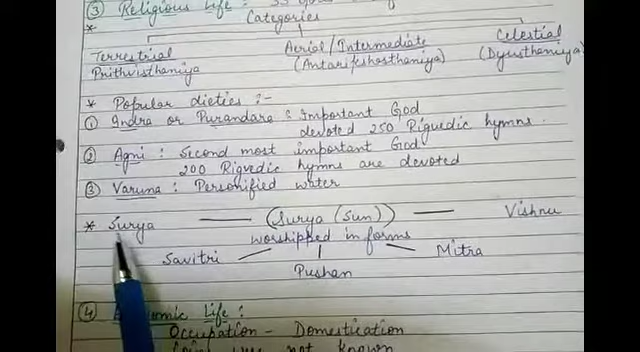 ③ Religious Life :
* Categories
Terrestrial Aerial/Intermediate Celestial
Prithvisthaniya (Antarikshasthaniya) (Dyusthaniya)
* Popular dieties :-
① Indra or Purandara : Important God
devoted 250 Rigvedic hymns.
② Agni : Second most important God
200 Rigvedic hymns are devoted
③ Varuna : Personified water
* Surya — (Surya (Sun)) — Vishnu
worshipped in forms
Savitri Pushan Mitra
④ Life :
Occupation - Domestication
not known